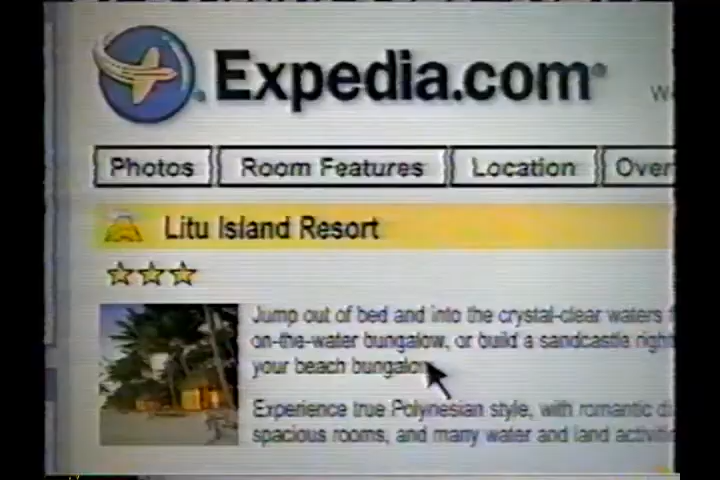 Expedia.com®
Photos
Room Features
Location
Over
Litu Island Resort
Jump out of bed and into the crystal-clear waters
on-the-water bungalow, or build a sandcastle right
your beach bungalow
Experience true Polynesian style, with romantic
spacious rooms, and many water and land